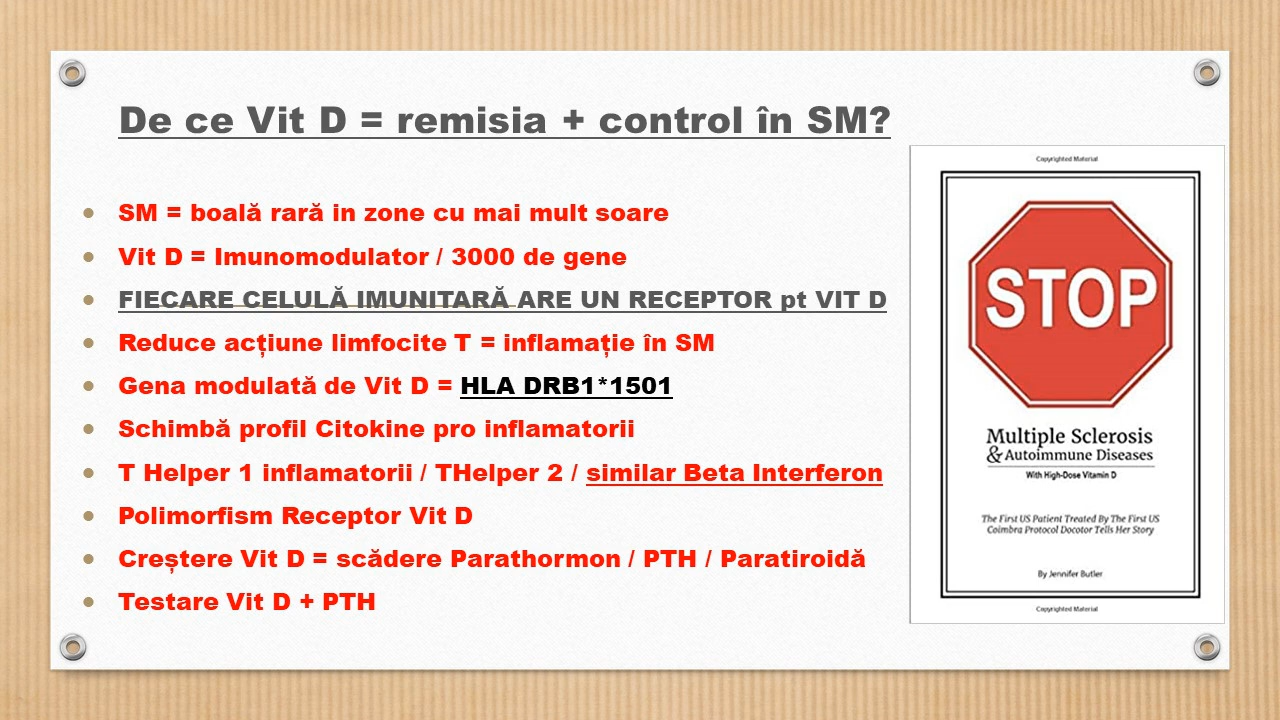 De ce Vit D = remisia + control în SM?
SM = boală rară in zone cu mai mult soare
Vit D = Imunomodulator / 3000 de gene
FIECARE CELULĂ IMUNITARĂ ARE UN RECEPTOR pt VIT D
Reduce acțiune limfocite T = inflamație în SM
Gena modulată de Vit D = HLA DRB1*1501
Schimbă profil Citokine pro inflamatorii
T Helper 1 inflamatorii / THelper 2 / similar Beta Interferon
Polimorfism Receptor Vit D
Creștere Vit D = scădere Parathormon / PTH / Paratiroidă
Testare Vit D + PTH
Copyrighted Material
STOP
Multiple Sclerosis
& Autoimmune Diseases
With High-Dose Vitamin D
The First US Patient Treated By The First US
Coimbra Protocol Docotor Tells Her Story
By Jennifer Butler
Copyrighted Material